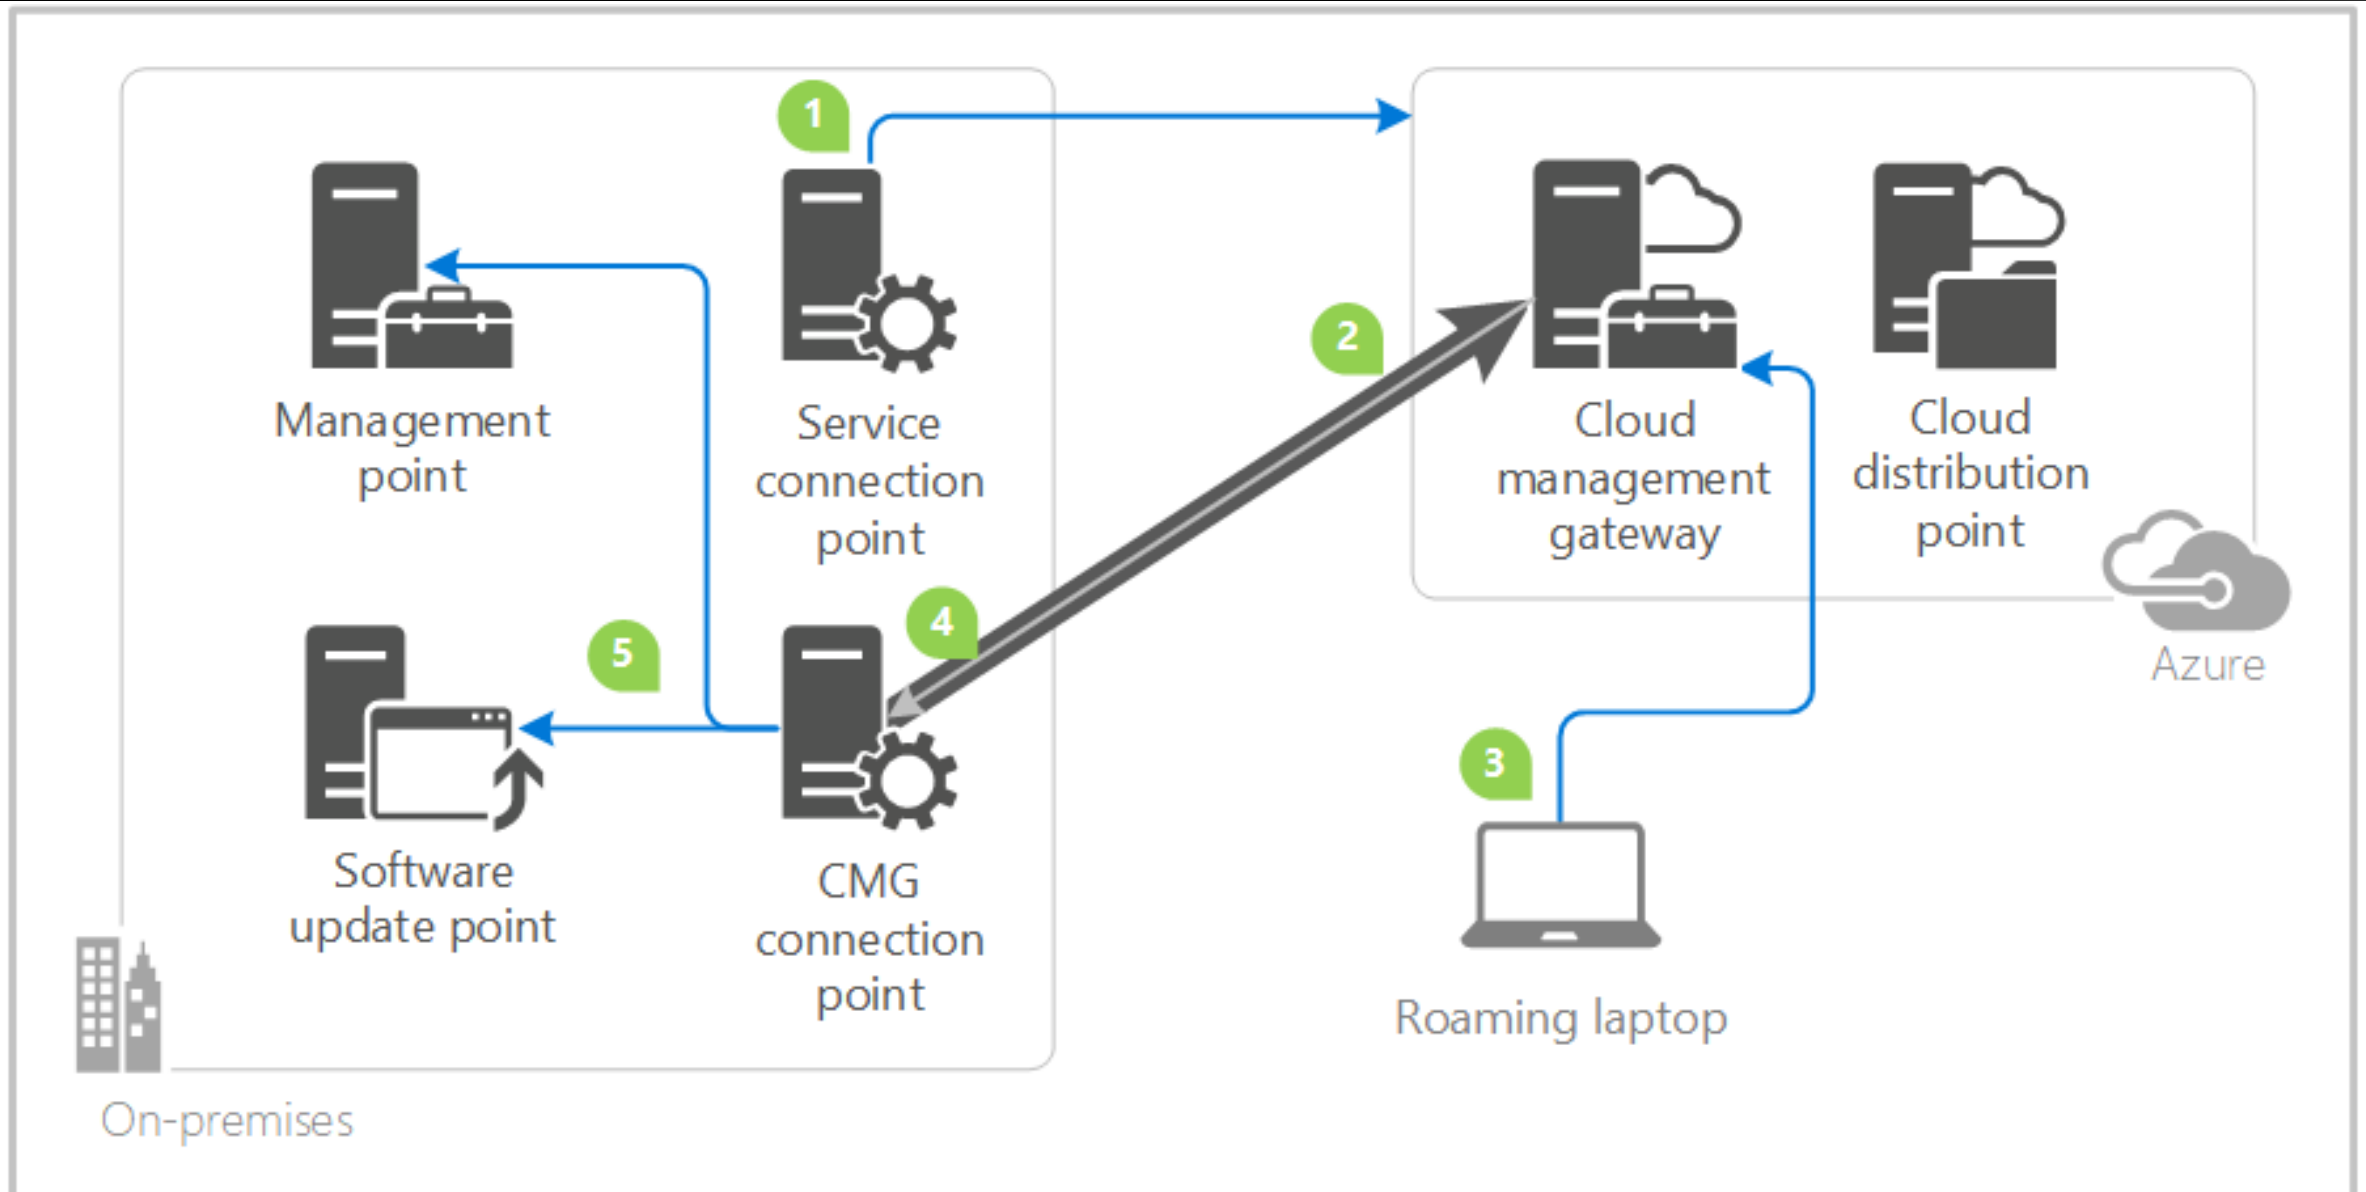 1
Management
point
Service
connection
point
2
Cloud
management
gateway
Cloud
distribution
point
Azure
5
4
Software
update point
CMG
connection
point
3
Roaming laptop
On-premises